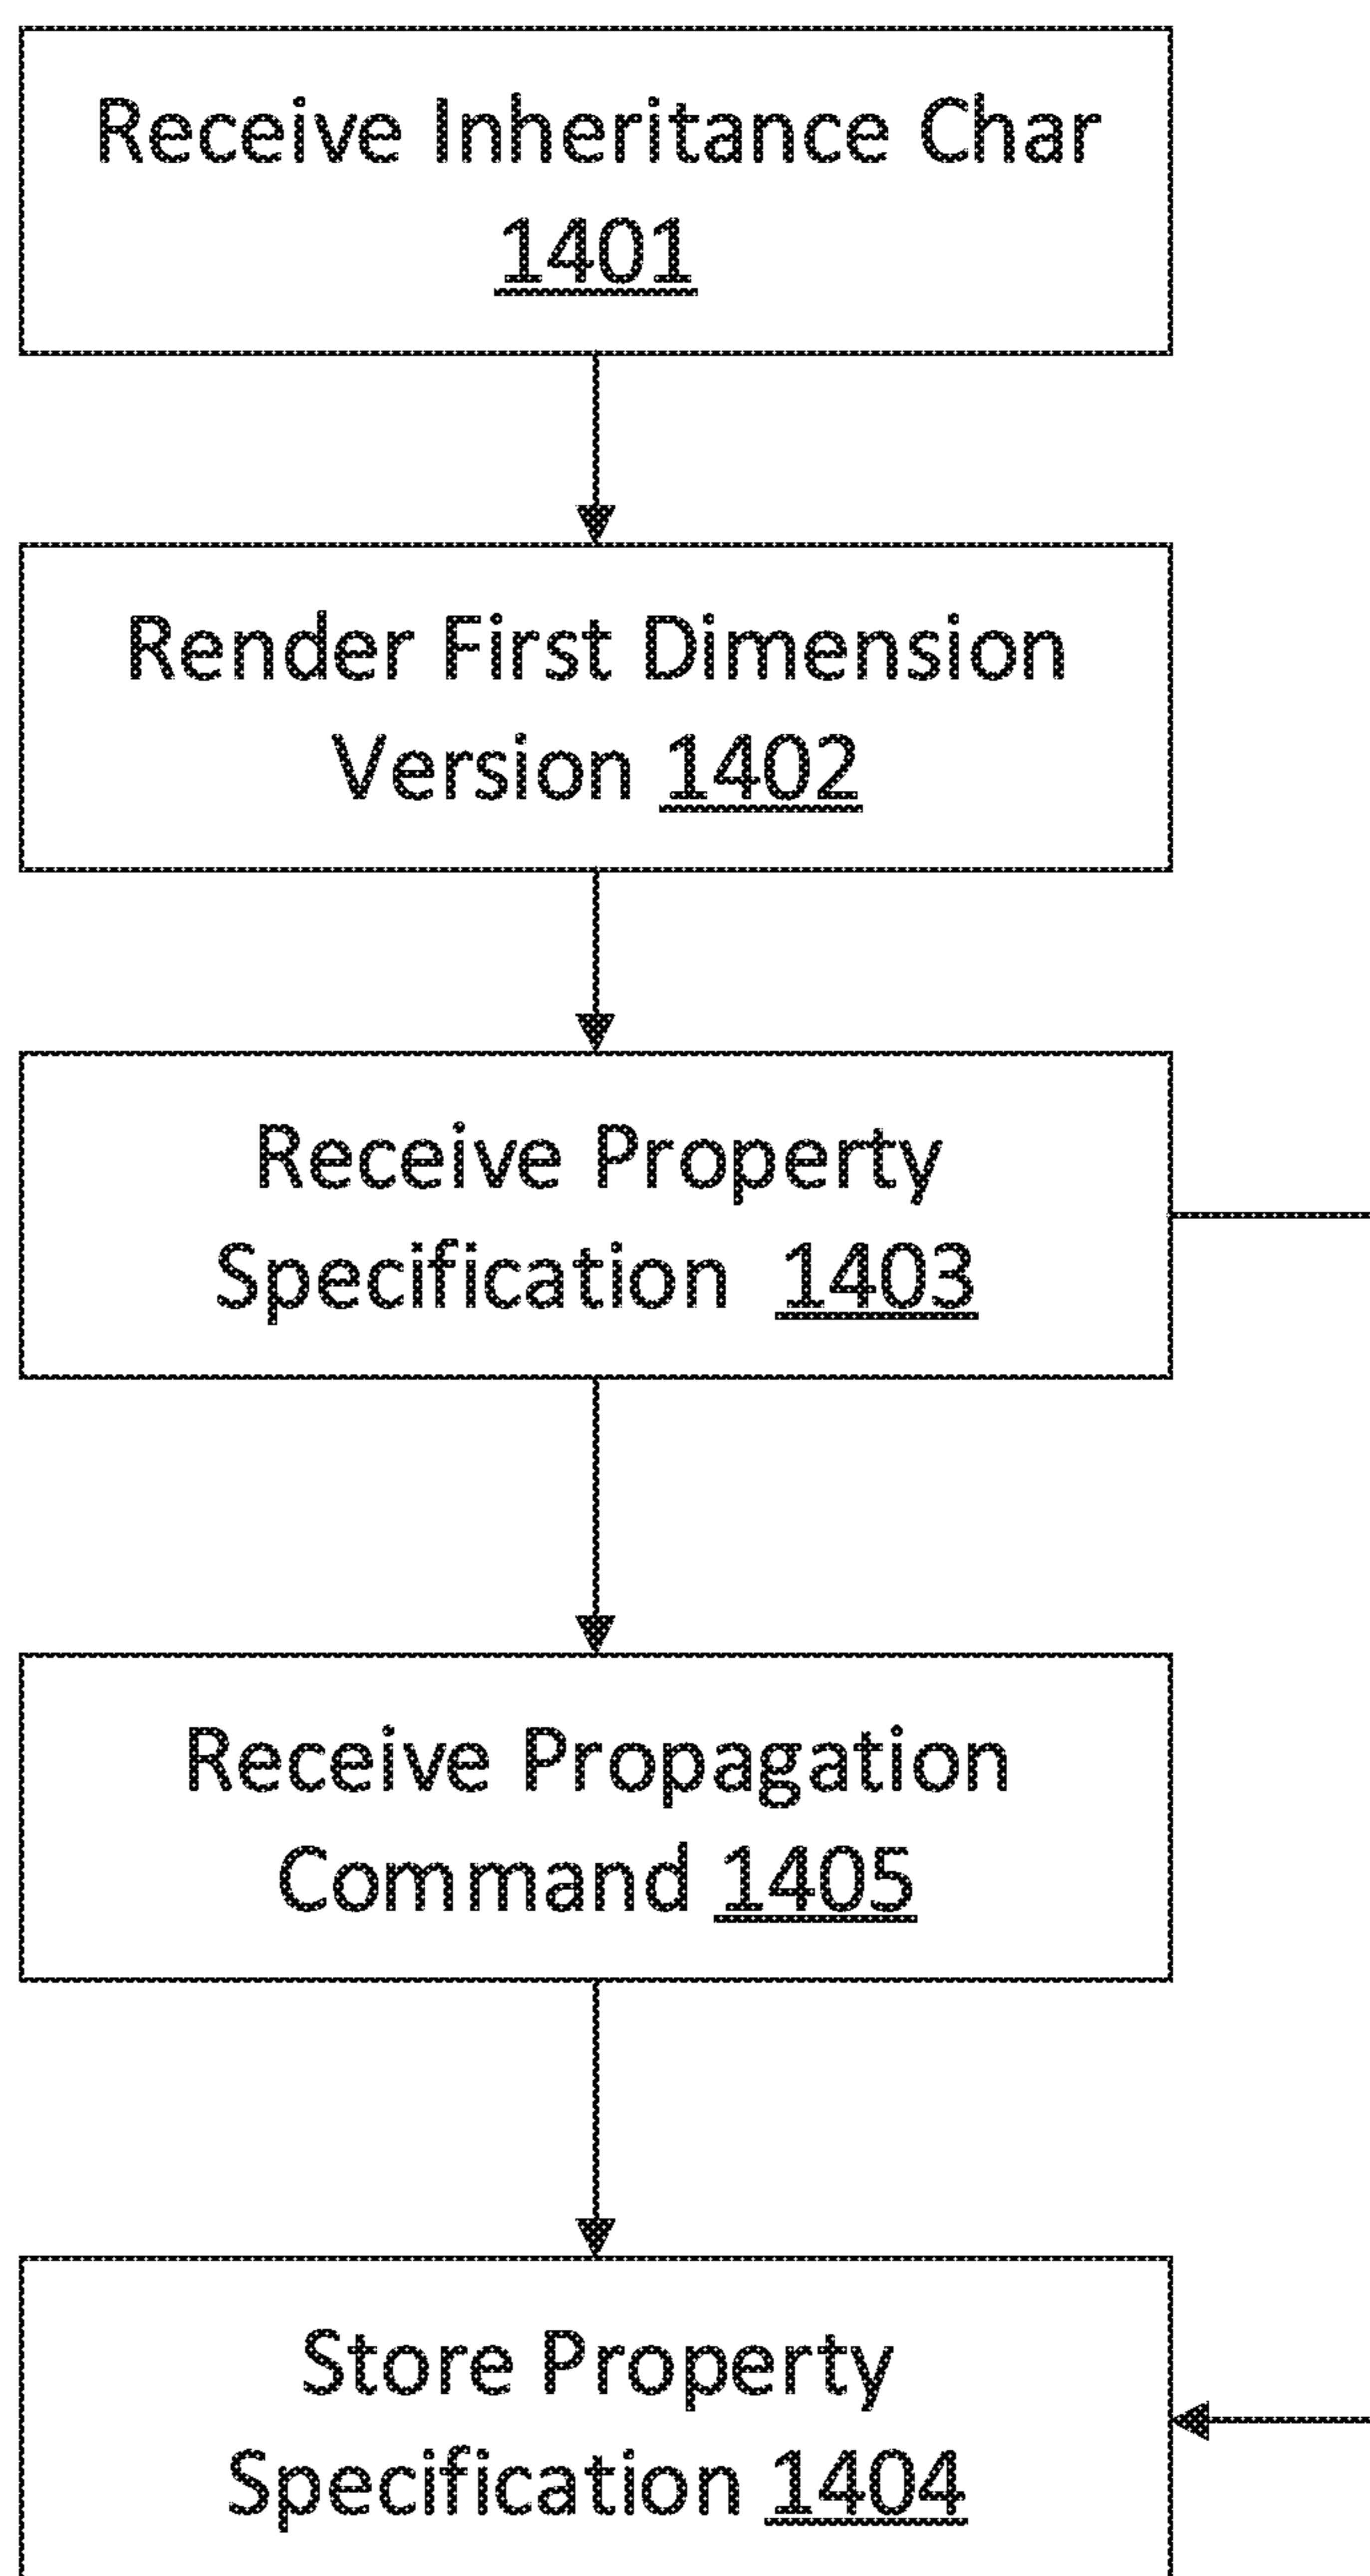 Receive Inheritance Char
1401
Render First Dimension
Version 1402
Receive Property
Specification 1403
Receive Propagation
Command 1405
Store Property
Specification 1404